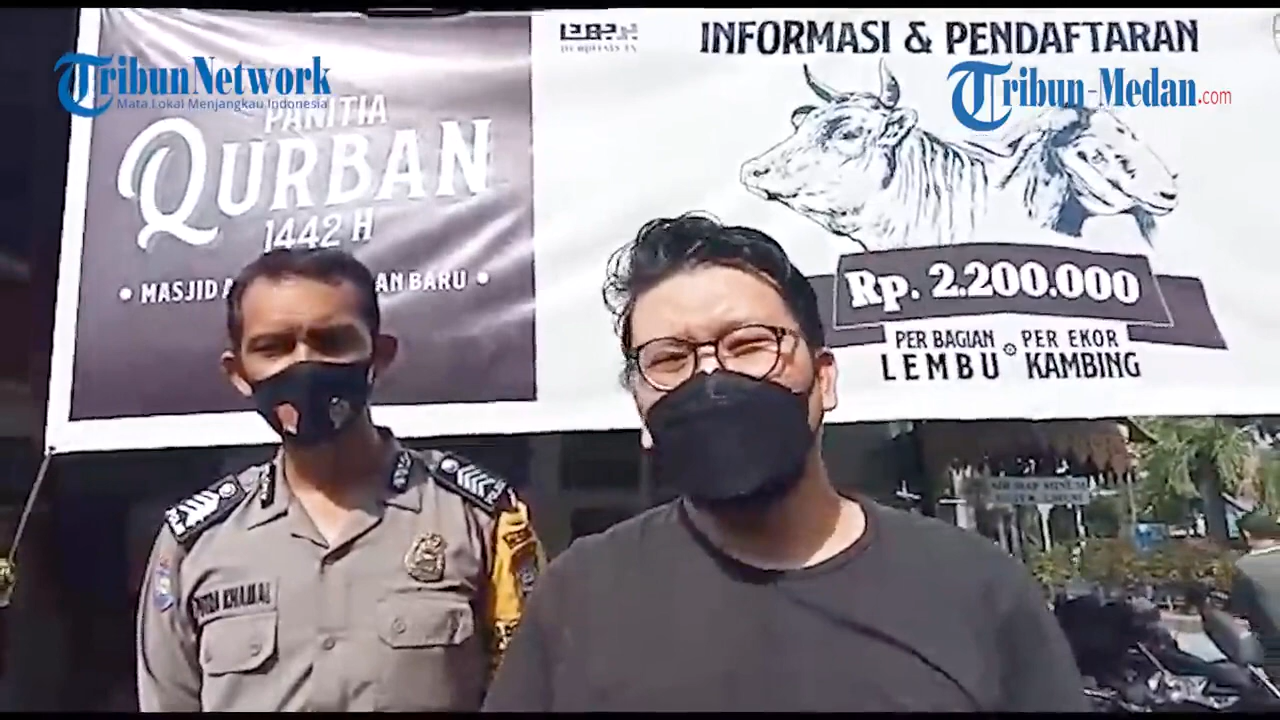 TribunNetwork
Mata Lokal Menjangkau Indonesia
PANITIA
QURBAN
1442 H
• MASJID A AN BARU •
INFORMASI & PENDAFTARAN
Tribun-Medan.com
Rp. 2.200.000
PER BAGIAN
LEMBU
PER EKOR
KAMBING